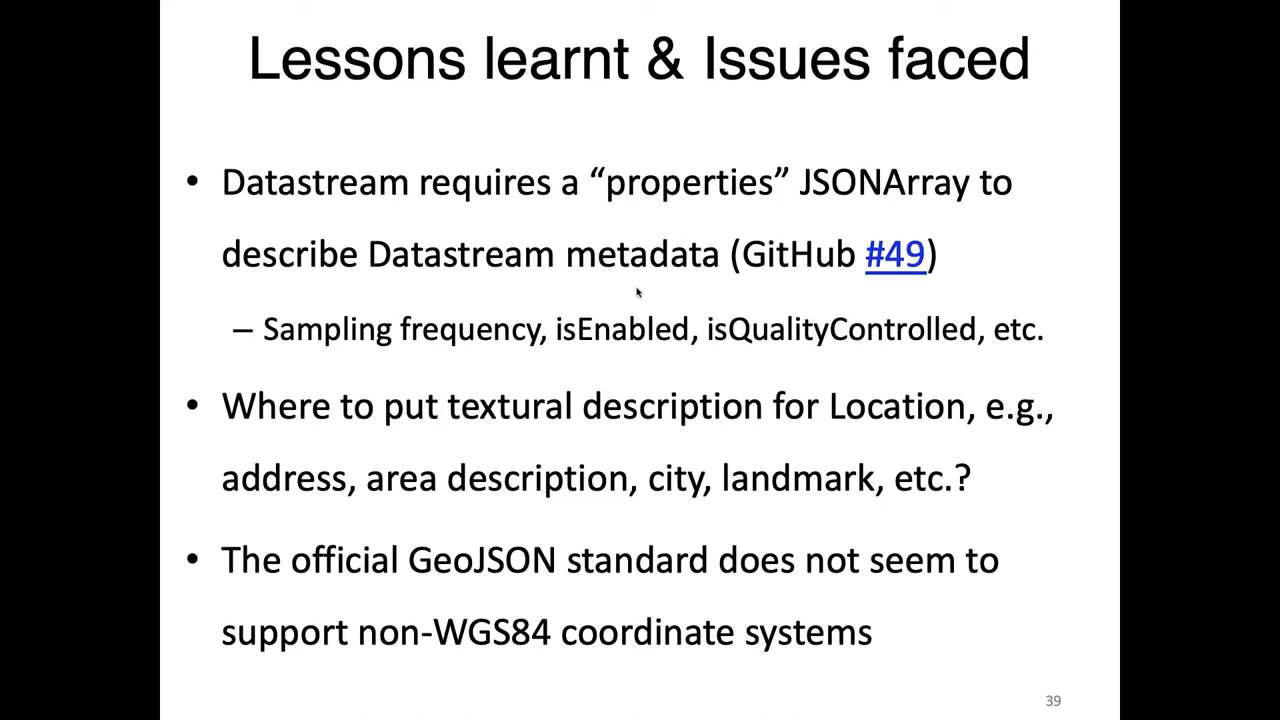 Lessons learnt & Issues faced
• Datastream requires a “properties” JSONArray to
describe Datastream metadata (GitHub #49)
– Sampling frequency, isEnabled, isQualityControlled, etc.
• Where to put textural description for Location, e.g.,
address, area description, city, landmark, etc.?
• The official GeoJSON standard does not seem to
support non-WGS84 coordinate systems
39